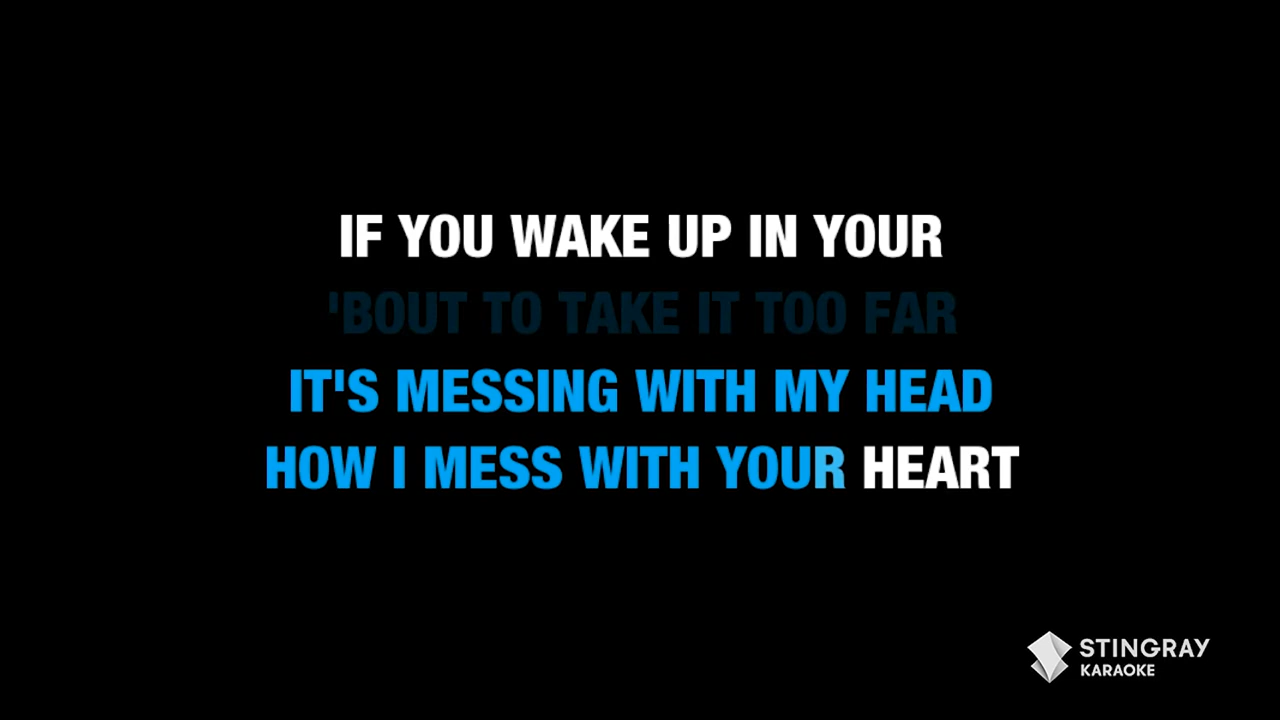 IF YOU WAKE UP IN YOUR
'BOUT TO TAKE IT TOO FAR
IT'S MESSING WITH MY HEAD
HOW I MESS WITH YOUR HEART
STINGRAY
KARAOKE